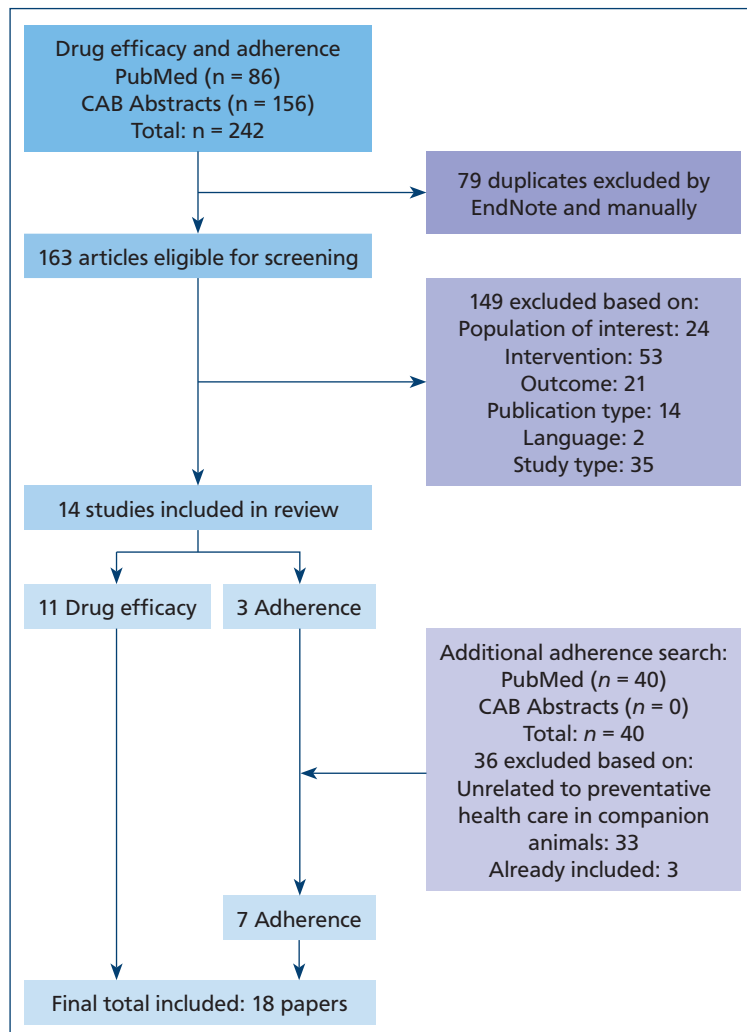 Drug efficacy and adherence
PubMed (n = 86)
CAB Abstracts (n = 156)
Total: n = 242
79 duplicates excluded by
EndNote and manually
163 articles eligible for screening
149 excluded based on:
Population of interest: 24
Intervention: 53
Outcome: 21
Publication type: 14
Language: 2
Study type: 35
14 studies included in review
11 Drug efficacy
3 Adherence
Additional adherence search:
PubMed (n = 40)
CAB Abstracts (n = 0)
Total: n = 40
36 excluded based on:
Unrelated to preventative
health care in companion
animals: 33
Already included: 3
7 Adherence
Final total included: 18 papers